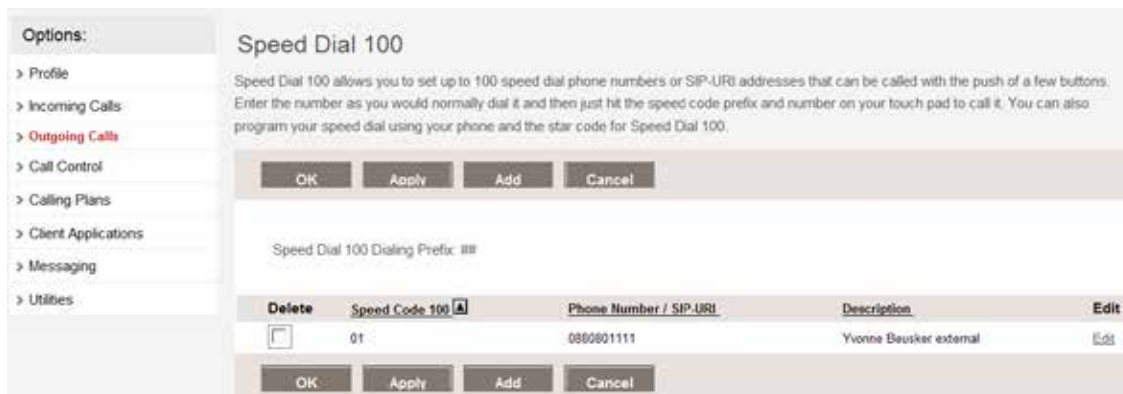 Options:
> Profile
> Incoming Calls
> Outgoing Calls
> Call Control
> Calling Plans
> Client Applications
> Messaging
> Utilities
Speed Dial 100
Speed Dial 100 allows you to set up to 100 speed dial phone numbers or SIP-URI addresses that can be called with the push of a few buttons.
Enter the number as you would normally dial it and then just hit the speed code prefix and number on your touch pad to call it. You can also
program your speed dial using your phone and the star code for Speed Dial 100.
OK Apply Add Cancel
Speed Dial 100 Dialing Prefix: ##
Delete Speed Code 100 Phone Number / SIP-URI Description Edit
01 0880801111 Yvonne Beusker external Edit
OK Apply Add Cancel